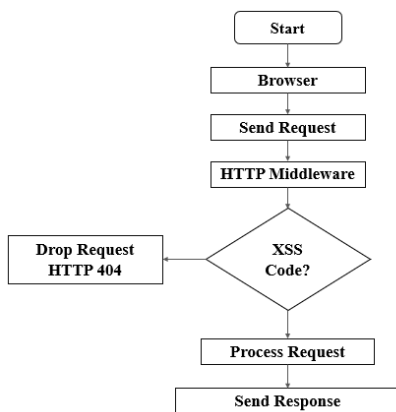 Start
Browser
Send Request
HTTP Middleware
XSS
Code?
Drop Request
HTTP 404
Process Request
Send Response